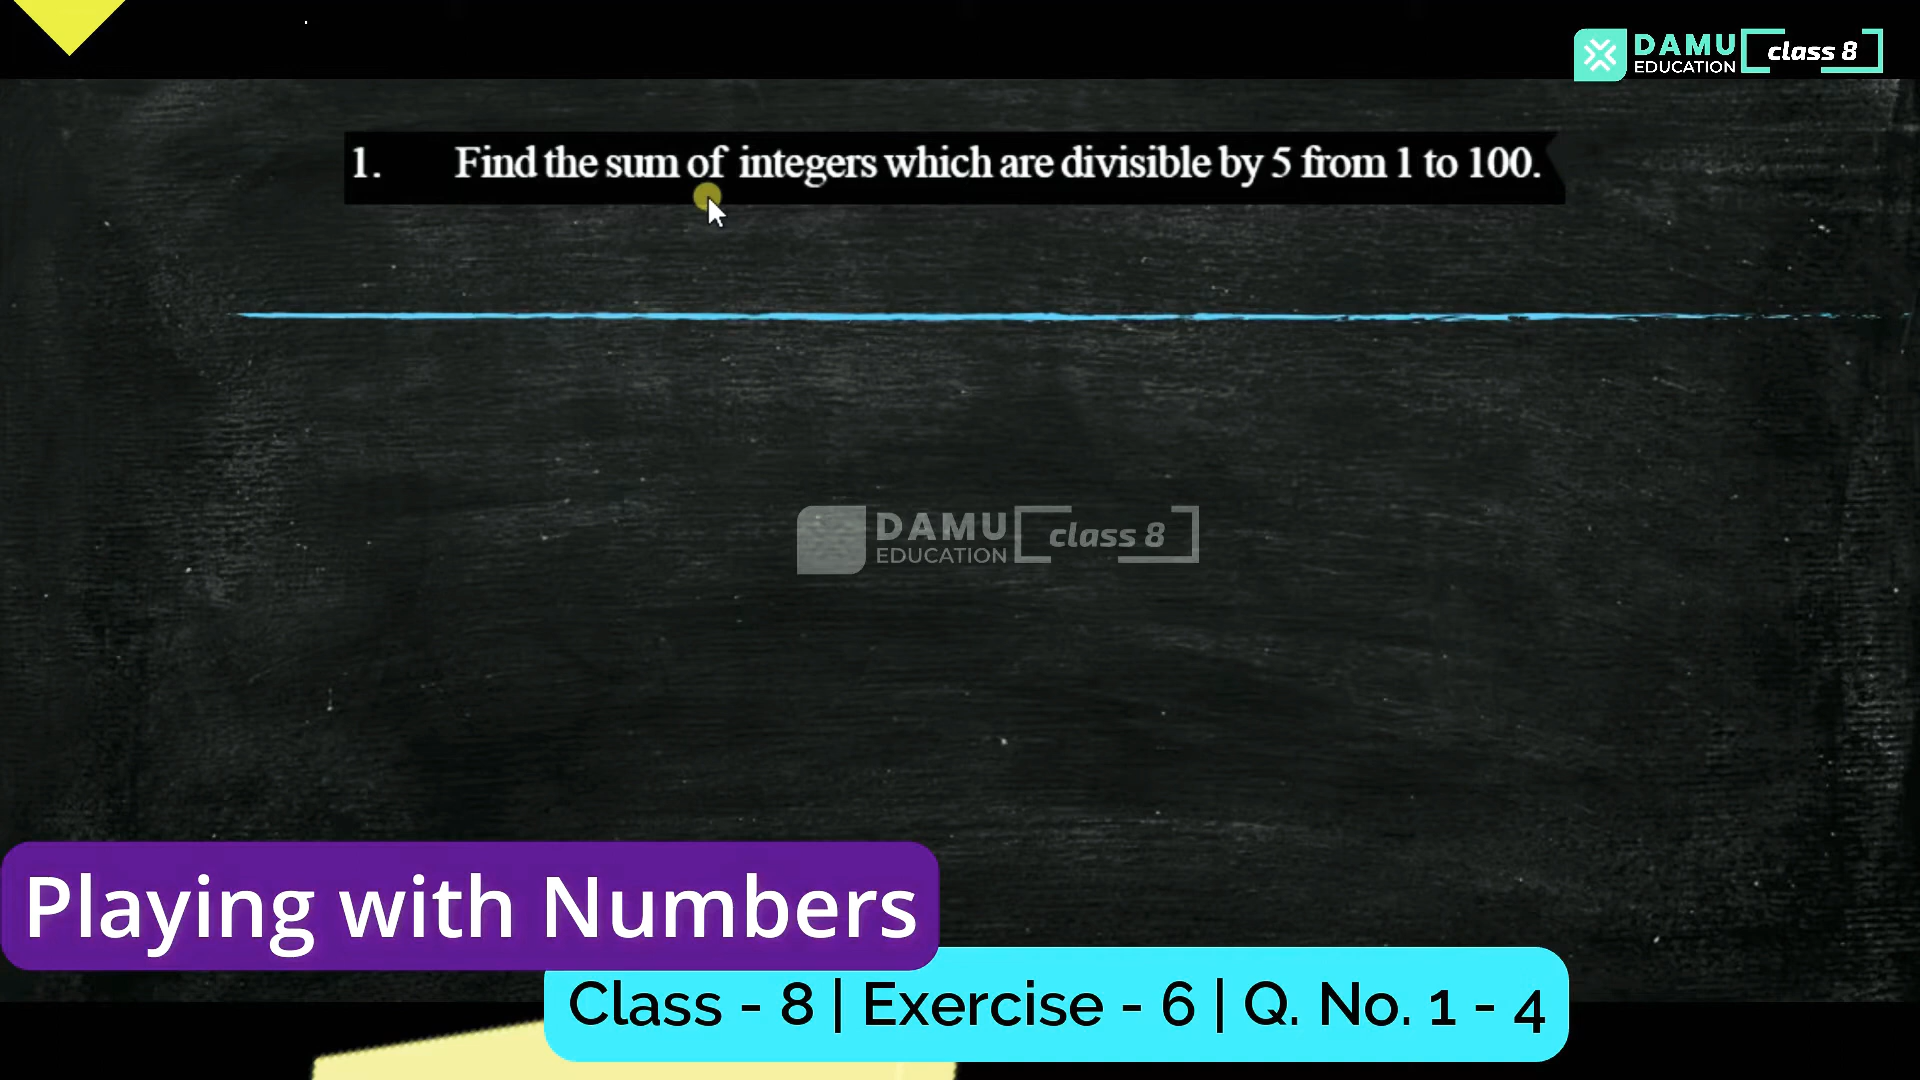 DAMU
EDUCATION
class 8
1. Find the sum of integers which are divisible by 5 from 1 to 100.
DAMU
EDUCATION
class 8
Playing with Numbers
Class - 8 | Exercise - 6 | Q. No. 1 - 4